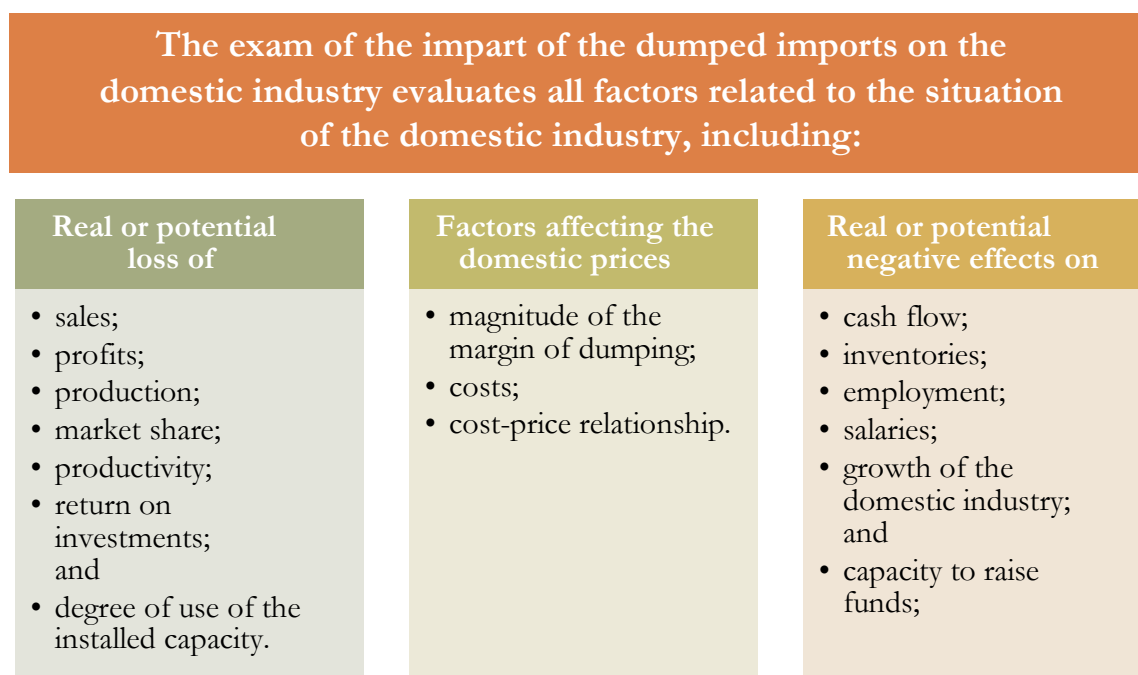 The exam of the impart of the dumped imports on the
domestic industry evaluates all factors related to the situation
of the domestic industry, including:
Real or potential
loss of
• sales;
• profits;
• production;
• market share;
• productivity;
• return on
investments;
and
• degree of use of the
installed capacity.
Factors affecting the
domestic prices
• magnitude of the
margin of dumping;
• costs;
• cost-price relationship.
Real or potential
negative effects on
• cash flow;
• inventories;
• employment;
• salaries;
• growth of the
domestic industry;
and
• capacity to raise
funds;